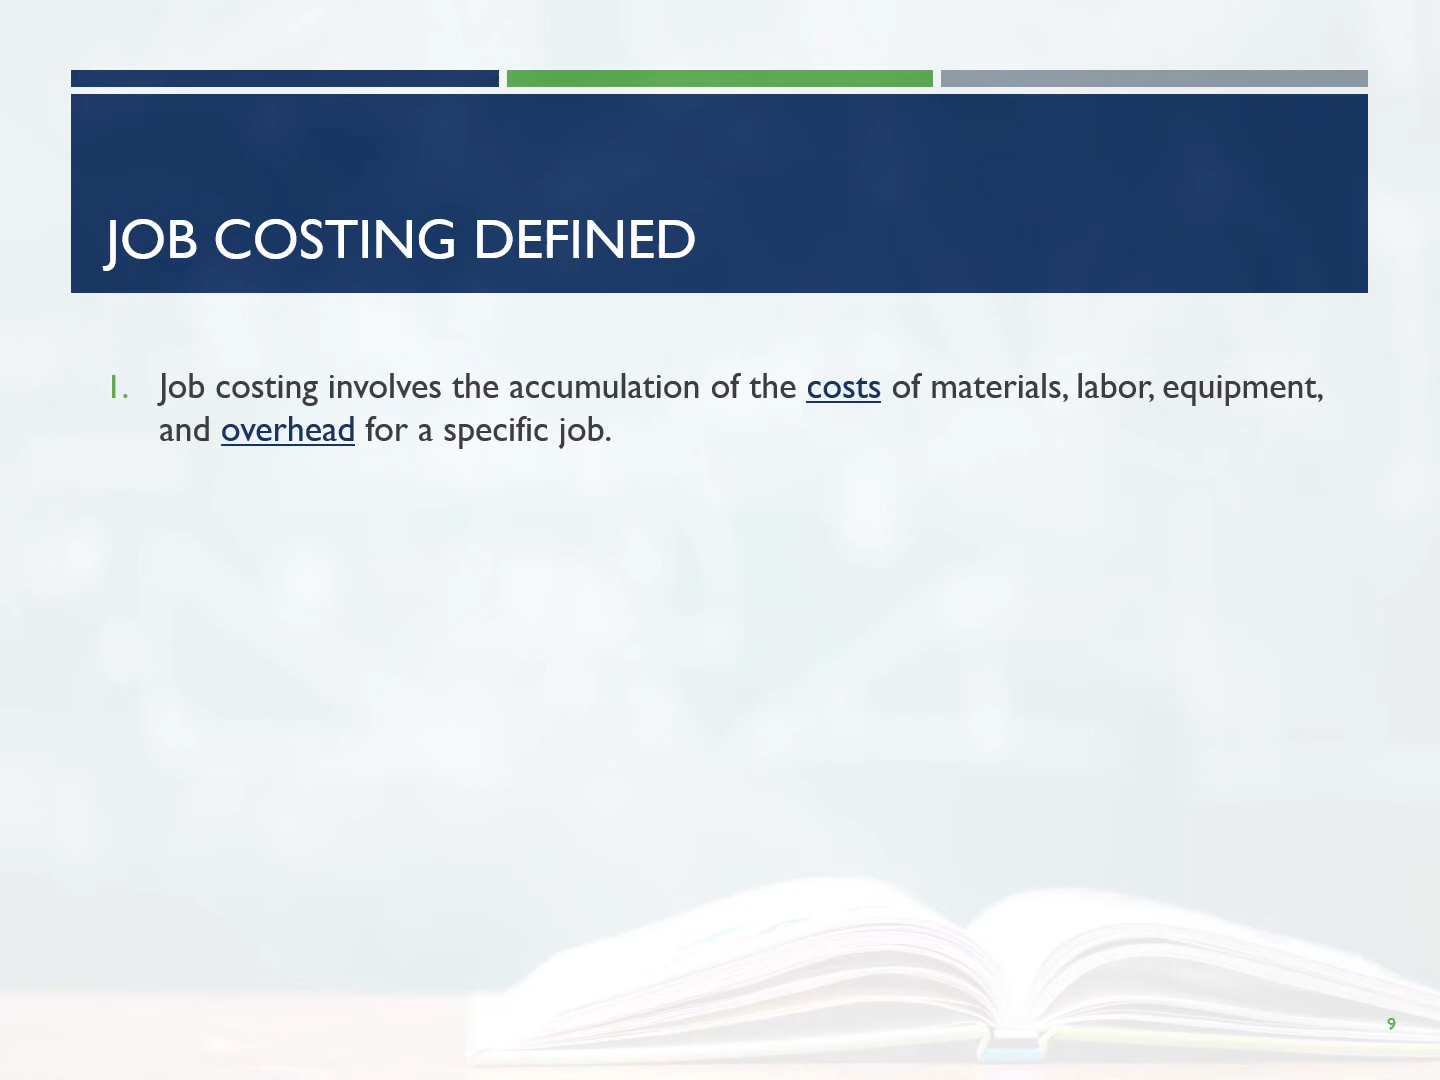 JOB COSTING DEFINED
1. Job costing involves the accumulation of the costs of materials, labor, equipment,
and overhead for a specific job.
9